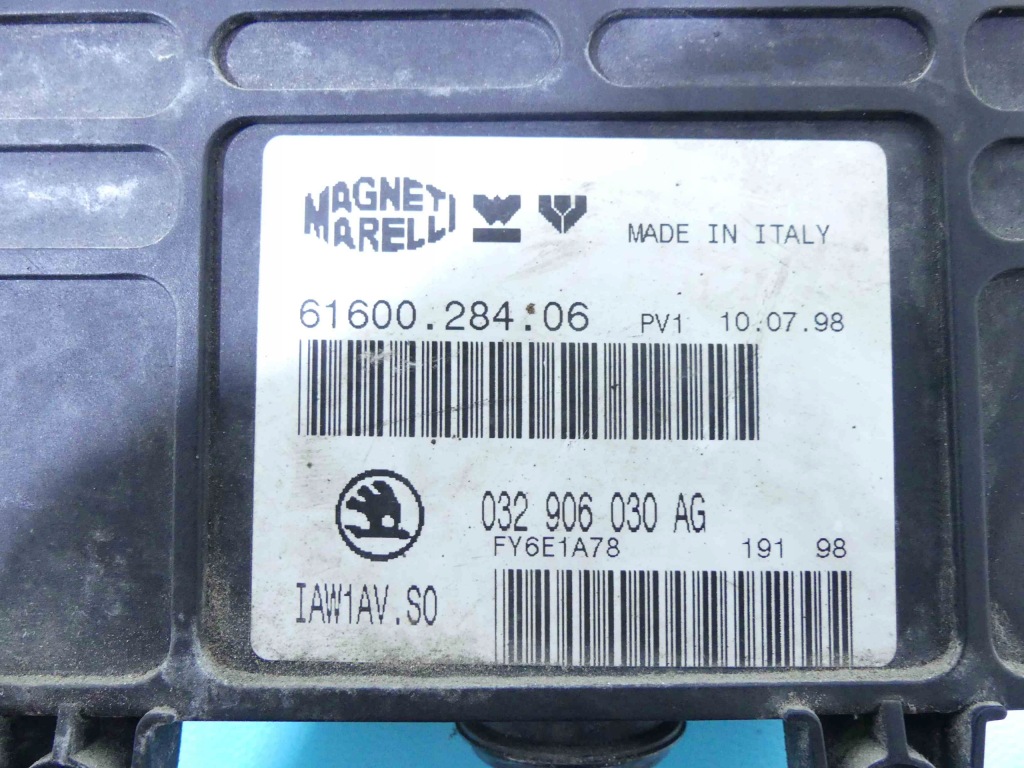 MAGNETI
MARELLI
MADE IN ITALY
61600.284.06 PV1 10.07.98
032 906 030 AG
FY6E1A78 191 98
IAW1AV.S0